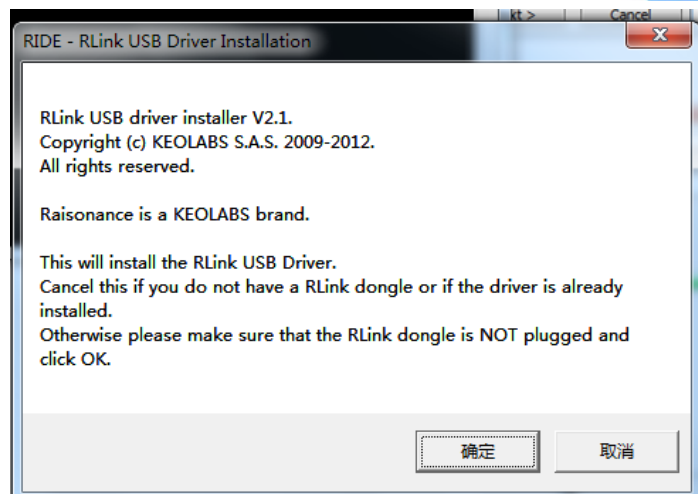 kt >
Cancel
RIDE - RLink USB Driver Installation
RLink USB driver installer V2.1.
Copyright (c) KEOLABS S.A.S. 2009-2012.
All rights reserved.
Raisonance is a KEOLABS brand.
This will install the RLink USB Driver.
Cancel this if you do not have a RLink dongle or if the driver is already
installed.
Otherwise please make sure that the RLink dongle is NOT plugged and
click OK.
确定
取消